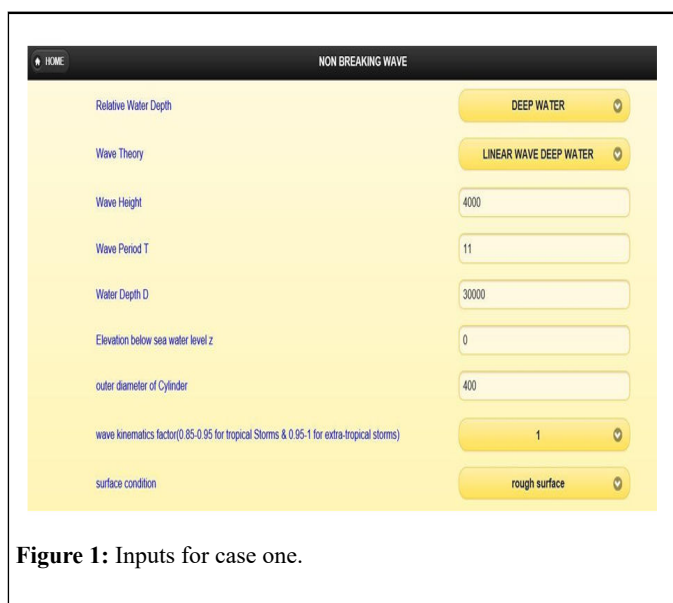 HOME NON BREAKING WAVE
Relative Water Depth DEEP WATER
Wave Theory LINEAR WAVE DEEP WATER
Wave Height 4000
Wave Period T 11
Water Depth D 30000
Elevation below sea water level z 0
outer diameter of Cylinder 400
wave kinematics factor(0.85-0.95 for tropical Storms & 0.95-1 for extra-tropical storms) 1
surface condition rough surface
Figure 1: Inputs for case one.